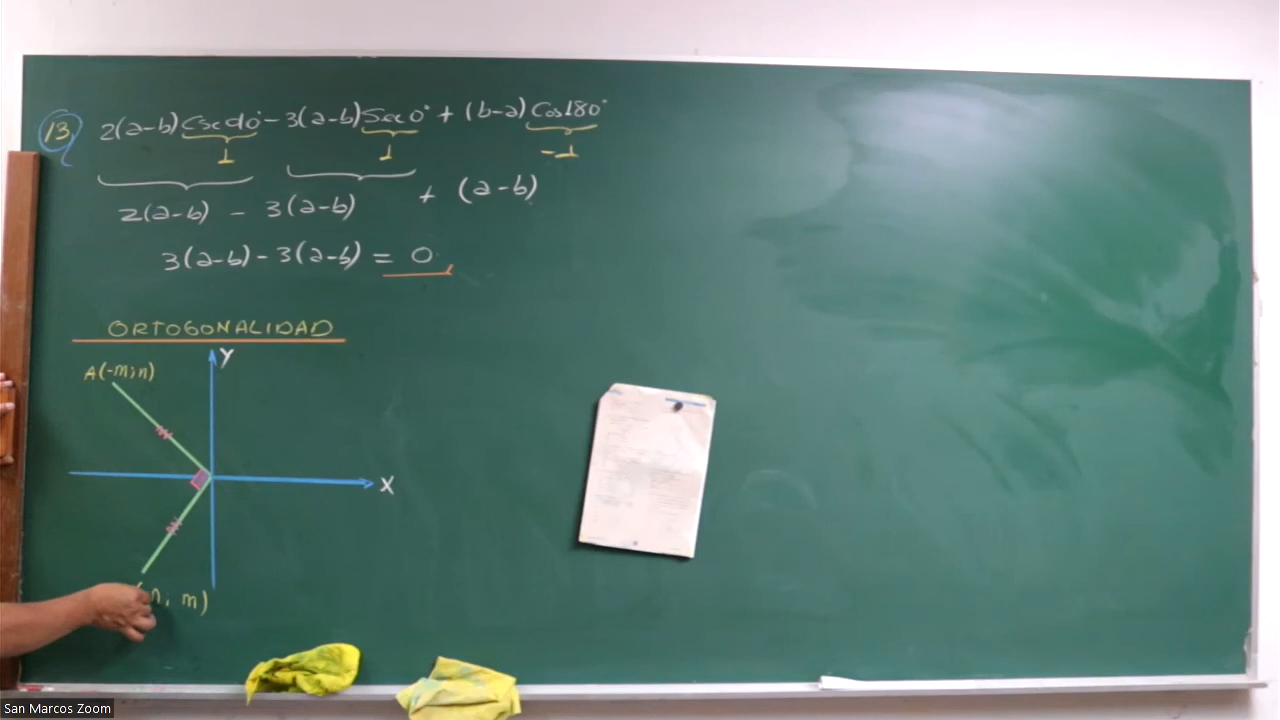 13 2(a-b)Csc90° - 3(a-b)Sec0° + (b-a)Cos180°
1 1 -1
2(a-b) - 3(a-b) + (a-b)
3(a-b) - 3(a-b) = 0
ORTOGONALIDAD
Y
A(-m;n)
X
n; m)
San Marcos Zoom